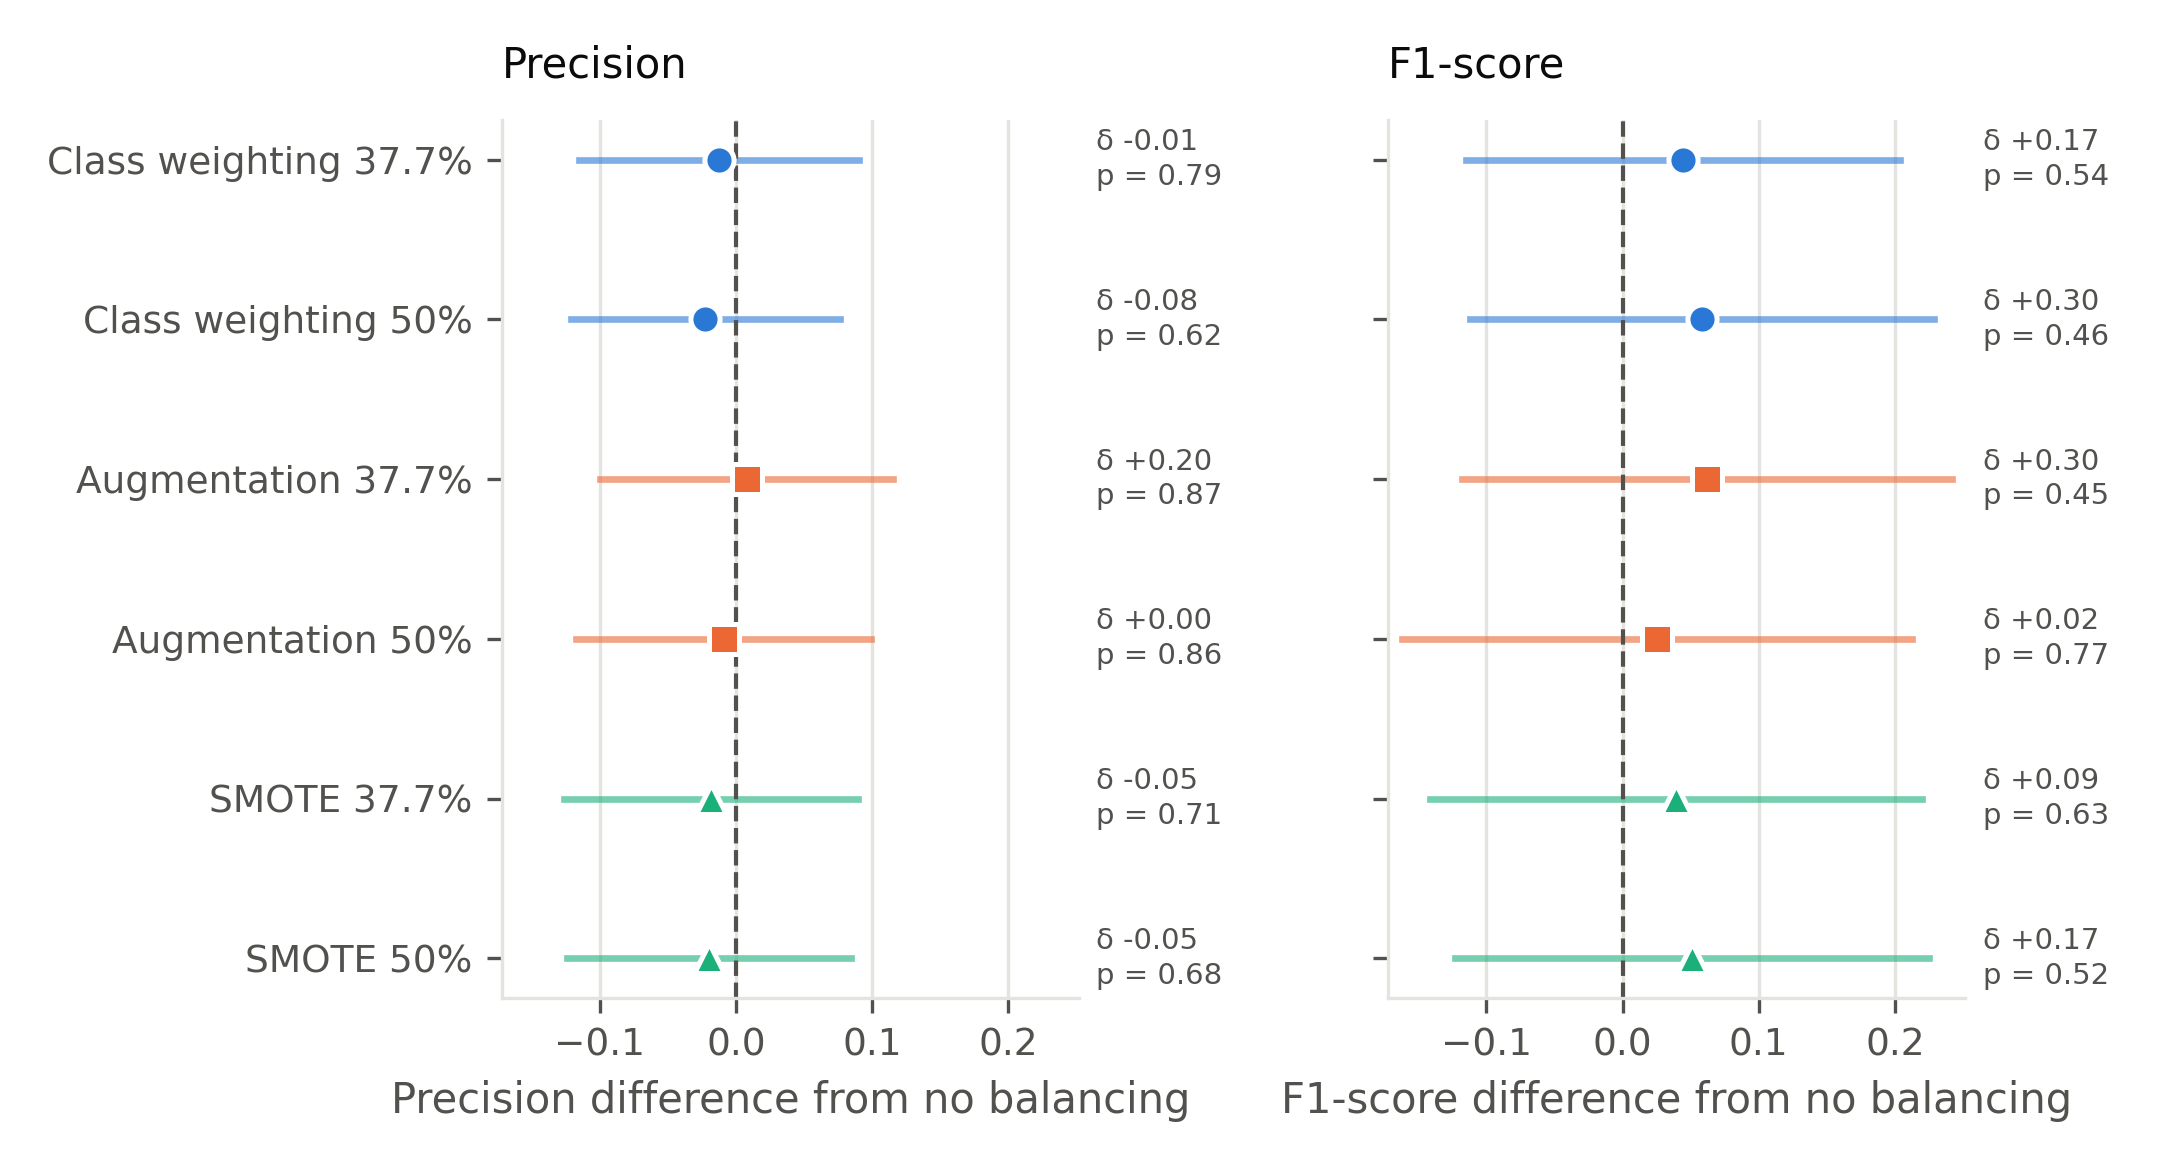 Precision
F1-score
Class weighting 37.7%
δ -0.01
p = 0.79
δ +0.17
p = 0.54
Class weighting 50%
δ -0.08
p = 0.62
δ +0.30
p = 0.46
Augmentation 37.7%
δ +0.20
p = 0.87
δ +0.30
p = 0.45
Augmentation 50%
δ +0.00
p = 0.86
δ +0.02
p = 0.77
SMOTE 37.7%
δ -0.05
p = 0.71
δ +0.09
p = 0.63
SMOTE 50%
δ -0.05
p = 0.68
δ +0.17
p = 0.52
−0.1 0.0 0.1 0.2
−0.1 0.0 0.1 0.2
Precision difference from no balancing
F1-score difference from no balancing